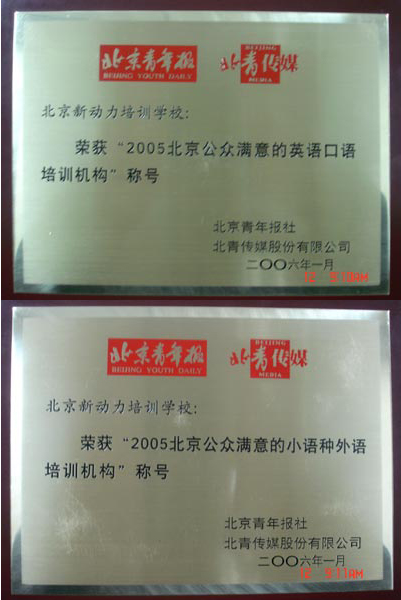 北京青年报 北青传媒
BEIJING YOUTH DAILY BEIJING MEDIA
北京新动力培训学校:
荣获“2005北京公众满意的英语口语
培训机构”称号
北京青年报社
北青传媒股份有限公司
二〇〇六年一月
12 9:10AM
北京青年报 北青传媒
BEIJING YOUTH DAILY BEIJING MEDIA
北京新动力培训学校:
荣获“2005北京公众满意的小语种外语
培训机构”称号
北京青年报社
北青传媒股份有限公司
二〇〇六年一月
12 9:11AM